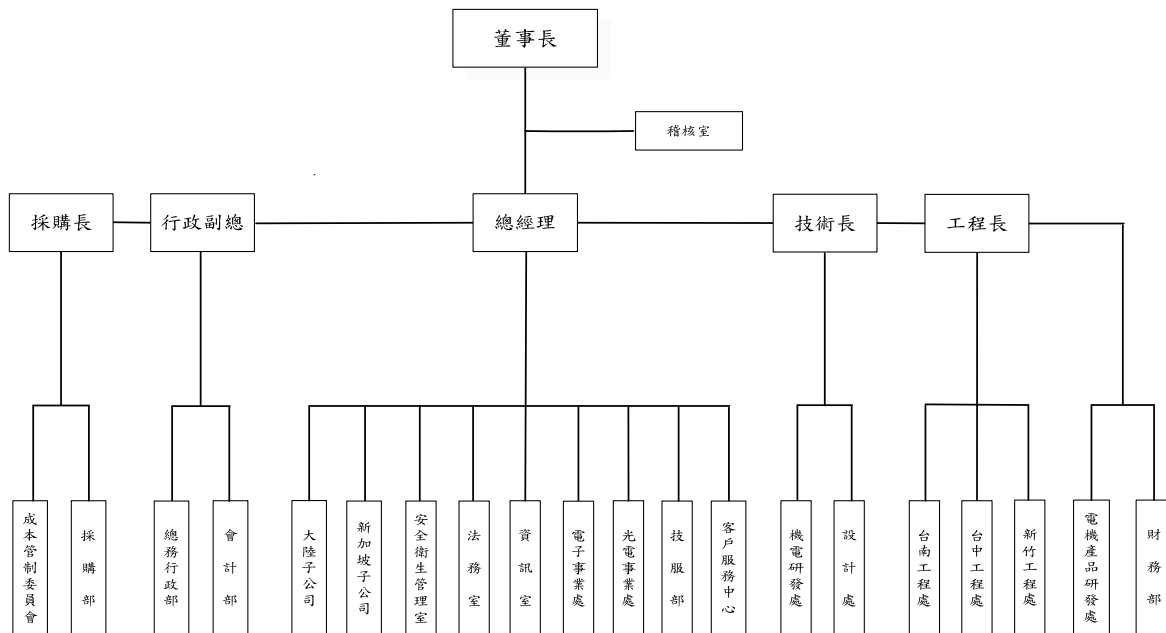 董事長
稽核室
採購長
行政副總
總經理
技術長
工程長
成本管制委員會
採購部
總務行政部
會計部
大陸子公司
新加坡子公司
安全衛生管理室
法務室
資訊室
電子事業處
光電事業處
技服部
客戶服務中心
機電研發處
設計處
台南工程處
台中工程處
新竹工程處
電機產品研發處
財務部